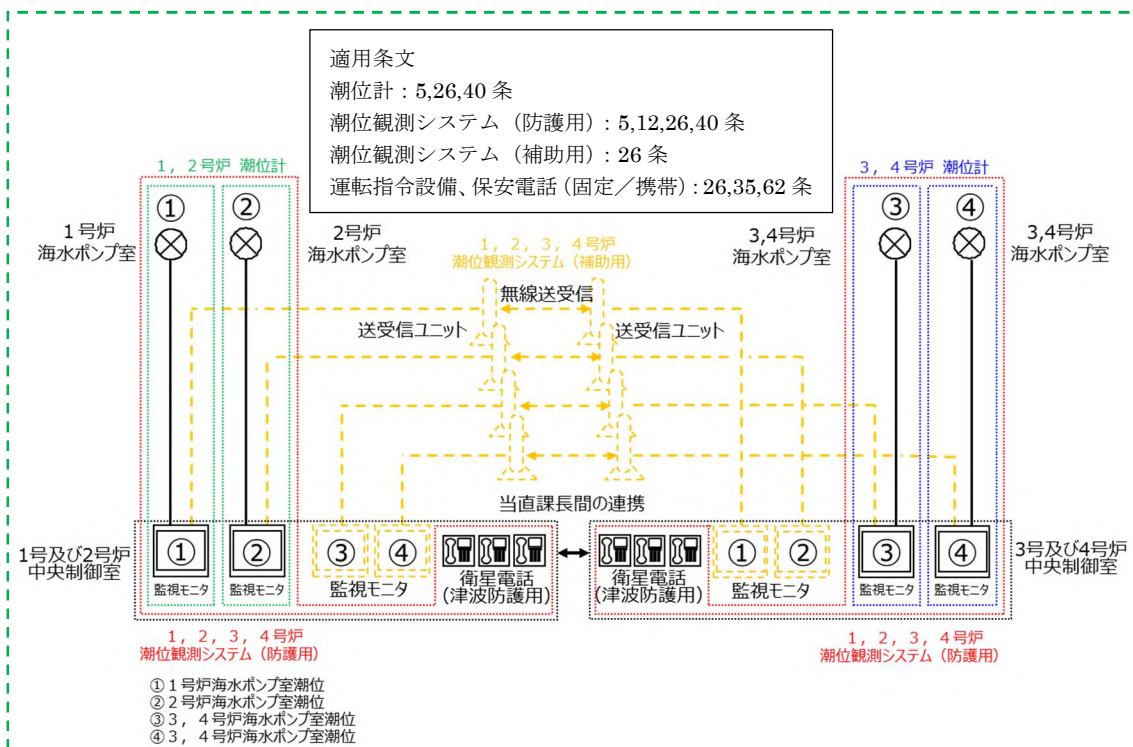 適用条文
潮位計：5,26,40 条
潮位観測システム（防護用）：5,12,26,40 条
潮位観測システム（補助用）：26 条
運転指令設備、保安電話（固定／携帯）：26,35,62 条
1，2号炉 潮位計
3，4号炉 潮位計
①
②
③
④
1号炉
海水ポンプ室
2号炉
海水ポンプ室
1，2，3，4号炉
潮位観測システム（補助用）
3,4号炉
海水ポンプ室
3,4号炉
海水ポンプ室
無線送受信
送受信ユニット
送受信ユニット
当直課長間の連携
1号及び2号炉
中央制御室
①
監視モニタ
②
監視モニタ
③
④
監視モニタ
衛星電話
(津波防護用)
衛星電話
(津波防護用)
①
②
監視モニタ
③
監視モニタ
④
監視モニタ
3号及び4号炉
中央制御室
1，2，3，4号炉
潮位観測システム（防護用）
1，2，3，4号炉
潮位観測システム（防護用）
①1号炉海水ポンプ室潮位
②2号炉海水ポンプ室潮位
③3，4号炉海水ポンプ室潮位
④3，4号炉海水ポンプ室潮位